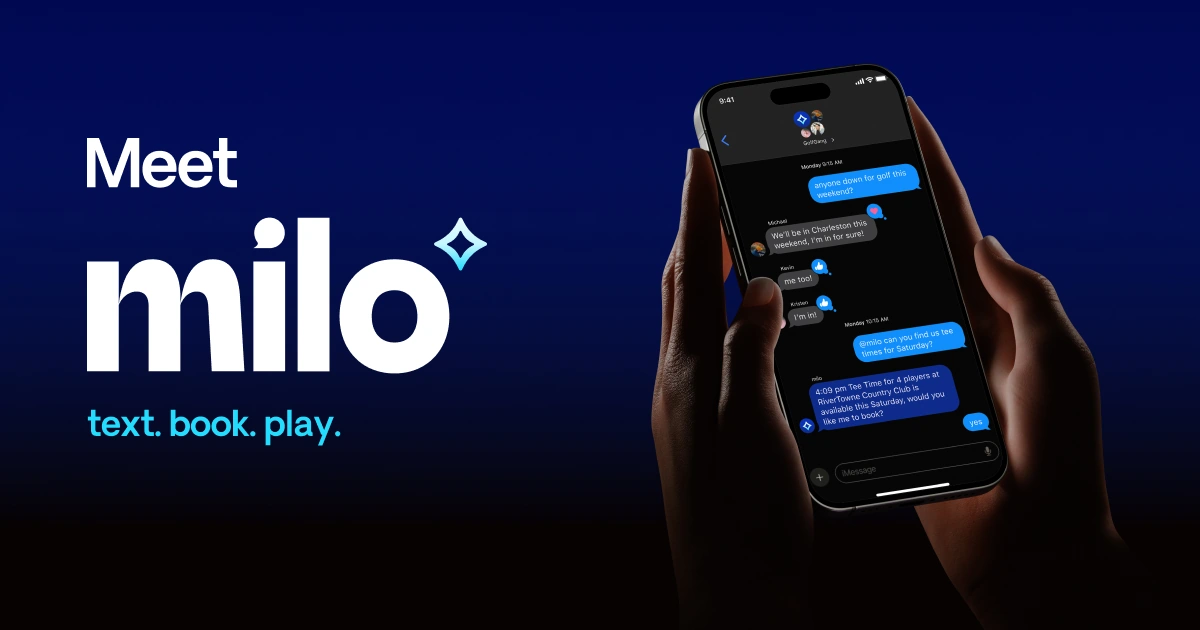 Meet
milo
text. book. play.
9:41
GolfGang
Monday 9:15 AM
anyone down for golf this
weekend?
Michael
We'll be in Charleston this
weekend, I'm in for sure!
Kevin
me too!
Kristen
I'm in!
Monday 10:15 AM
@milo can you find us tee
times for Saturday?
milo
4:09 pm Tee Time for 4 players at
RiverTowne Country Club is
available this Saturday, would you
like me to book?
yes
iMessage